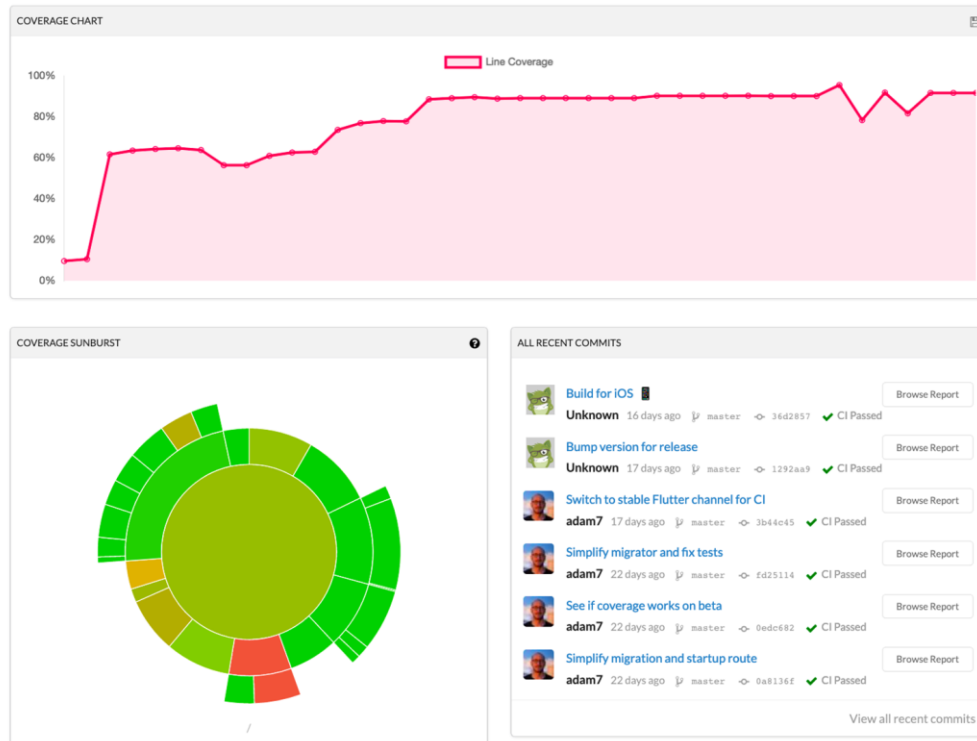 COVERAGE CHART
Line Coverage
100%
80%
60%
40%
20%
0%
COVERAGE SUNBURST
/
ALL RECENT COMMITS
Build for iOS
Browse Report
Unknown 16 days ago master 36d2857 CI Passed
Bump version for release
Browse Report
Unknown 17 days ago master 1292aa9 CI Passed
Switch to stable Flutter channel for CI
Browse Report
adam7 17 days ago master 3b44c45 CI Passed
Simplify migrator and fix tests
Browse Report
adam7 22 days ago master fd25114 CI Passed
See if coverage works on beta
Browse Report
adam7 22 days ago master 0edc682 CI Passed
Simplify migration and startup route
Browse Report
adam7 22 days ago master 0a8136f CI Passed
View all recent commits